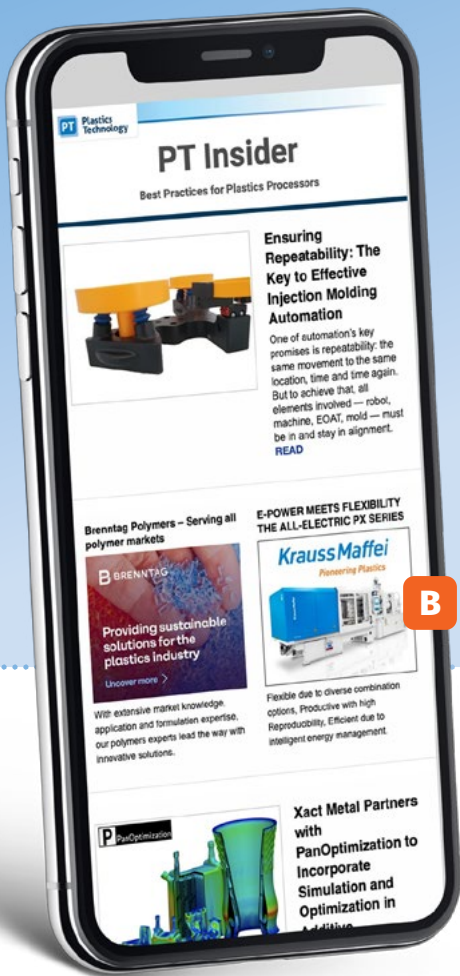 PT Plastics
Technology
PT Insider
Best Practices for Plastics Processors
Ensuring
Repeatability: The
Key to Effective
Injection Molding
Automation
One of automation's key
promises is repeatability: the
same movement to the same
location, time and time again.
But to achieve that, all
elements involved — robot,
machine, EOAT, mold — must
be in and stay in alignment.
READ
Brenntag Polymers – Serving all
polymer markets
B BRENNTAG
Providing sustainable
solutions for the
plastics industry
Uncover more >
With extensive market knowledge,
application and formulation expertise,
our polymers experts lead the way with
innovative solutions.
E-POWER MEETS FLEXIBILITY
THE ALL-ELECTRIC PX SERIES
KraussMaffei
Pioneering Plastics
B
Flexible due to diverse combination
options, Productive with high
Reproducibility, Efficient due to
intelligent energy management.
P PanOptimization
Xact Metal Partners
with
PanOptimization to
Incorporate
Simulation and
Optimization in
Additive